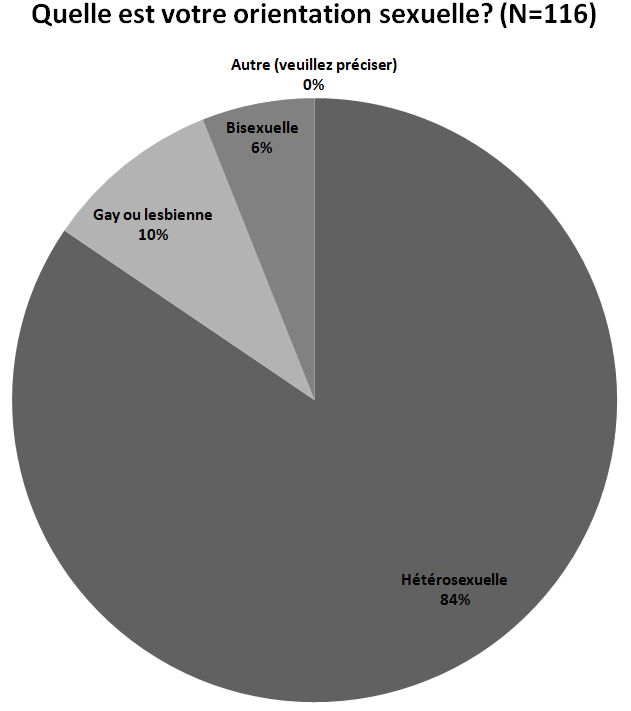 Quelle est votre orientation sexuelle? (N=116)
Autre (veuillez préciser)
0%
Bisexuelle
6%
Gay ou lesbienne
10%
Hétérosexuelle
84%